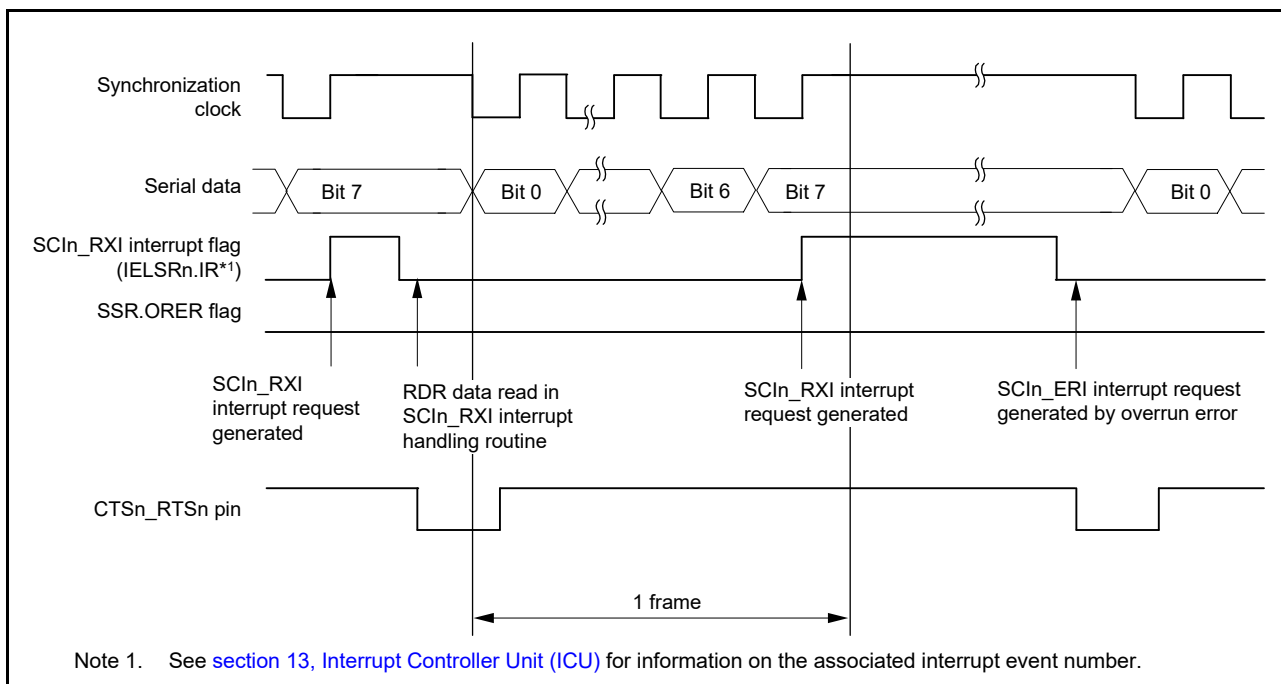 Synchronization
clock
Serial data
Bit 7
Bit 0
Bit 6
Bit 7
Bit 0
SCIn_RXI interrupt flag
(IELSRn.IR*1)
SSR.ORER flag
SCIn_RXI
interrupt request
generated
RDR data read in
SCIn_RXI interrupt
handling routine
SCIn_RXI interrupt
request generated
SCIn_ERI interrupt request
generated by overrun error
CTSn_RTSn pin
1 frame
Note 1. See section 13, Interrupt Controller Unit (ICU) for information on the associated interrupt event number.